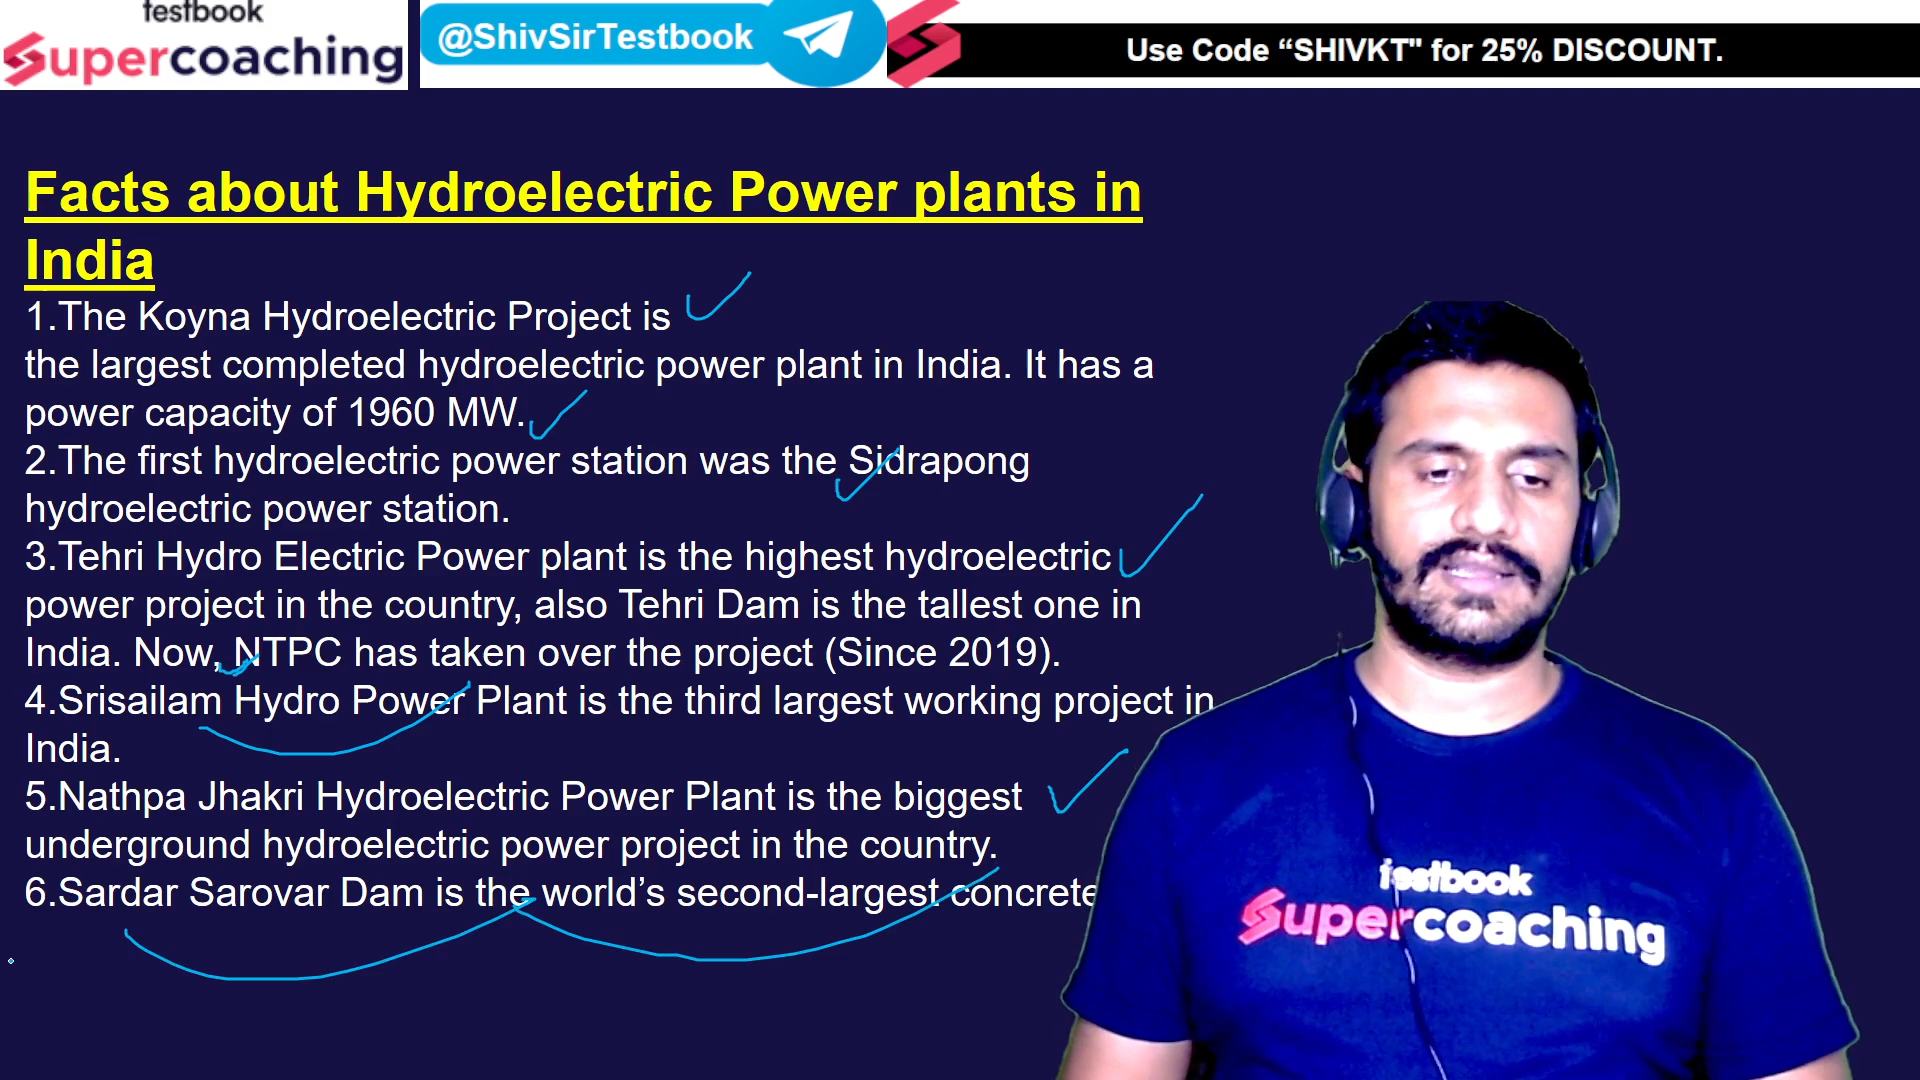 testbook
Supercoaching
@ShivSirTestbook
Use Code “SHIVKT" for 25% DISCOUNT.
Facts about Hydroelectric Power plants in
India
1.The Koyna Hydroelectric Project is
the largest completed hydroelectric power plant in India. It has a
power capacity of 1960 MW.
2.The first hydroelectric power station was the Sidrapong
hydroelectric power station.
3.Tehri Hydro Electric Power plant is the highest hydroelectric
power project in the country, also Tehri Dam is the tallest one in
India. Now, NTPC has taken over the project (Since 2019).
4.Srisailam Hydro Power Plant is the third largest working project in
India.
5.Nathpa Jhakri Hydroelectric Power Plant is the biggest
underground hydroelectric power project in the country.
6.Sardar Sarovar Dam is the world’s second-largest concrete
testbook
Supercoaching